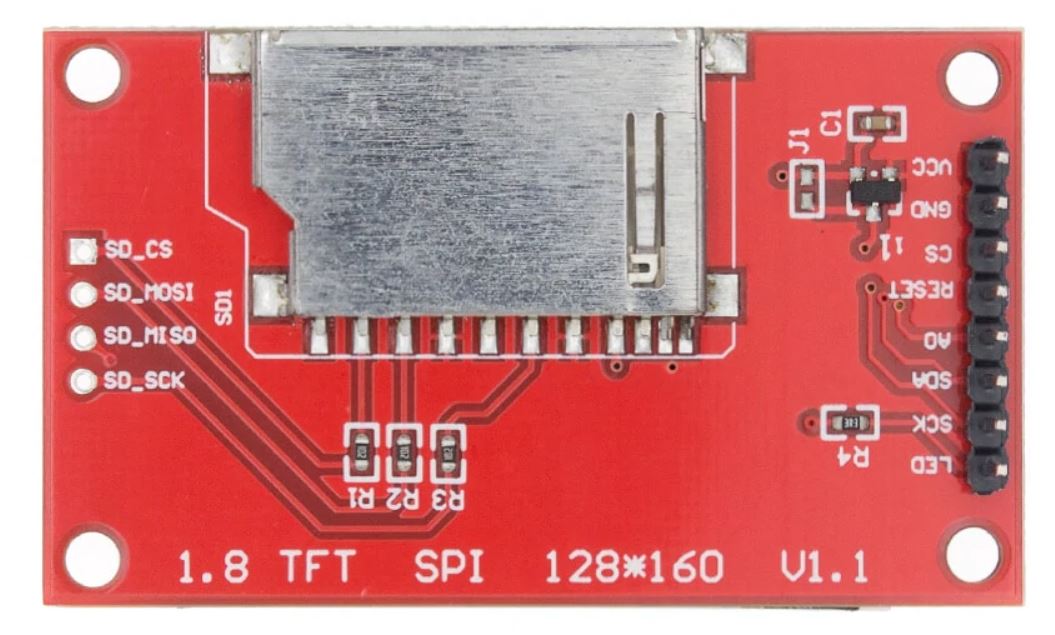 1.8 TFT SPI 128*160 V1.1
R3 R2 R1
R4
LED
SCK
SDA
A0
RESET
CS
GND
VCC
C1
J1
SD1
SD_SCK
SD_MISO
SD_MOSI
SD_CS